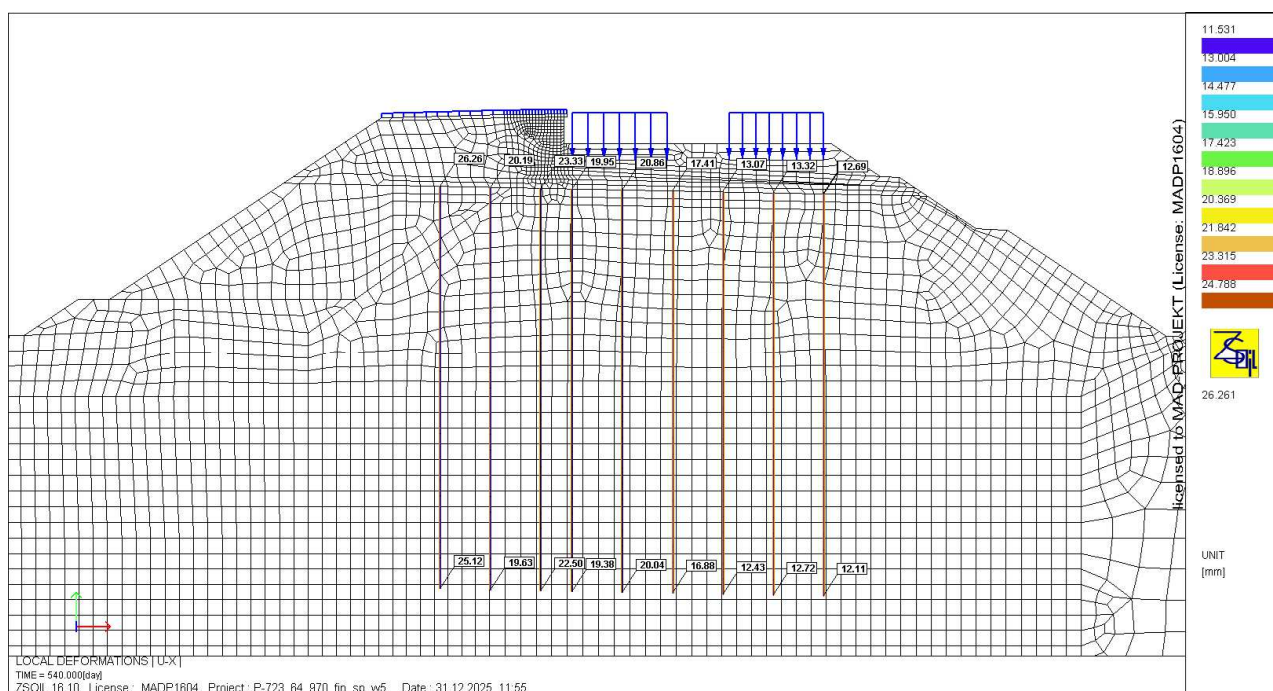 11.531
13.004
14.477
15.950
17.423
18.896
20.369
21.842
23.315
24.788
26.261
26.26 20.19 23.33 19.95 20.86 17.41 13.07 13.32 12.69
25.12 19.63 22.50 19.38 20.04 16.88 12.43 12.72 12.11
licensed to MAD-PROJEKT (License: MADP1604)
UNIT
[mm]
LOCAL DEFORMATIONS | U-X |
TIME = 540.000[day]
ZSOIL 16.10 License : MADP1604 Project : P-723_64_970_fin_sp_w5 Date : 31.12.2025 11:55